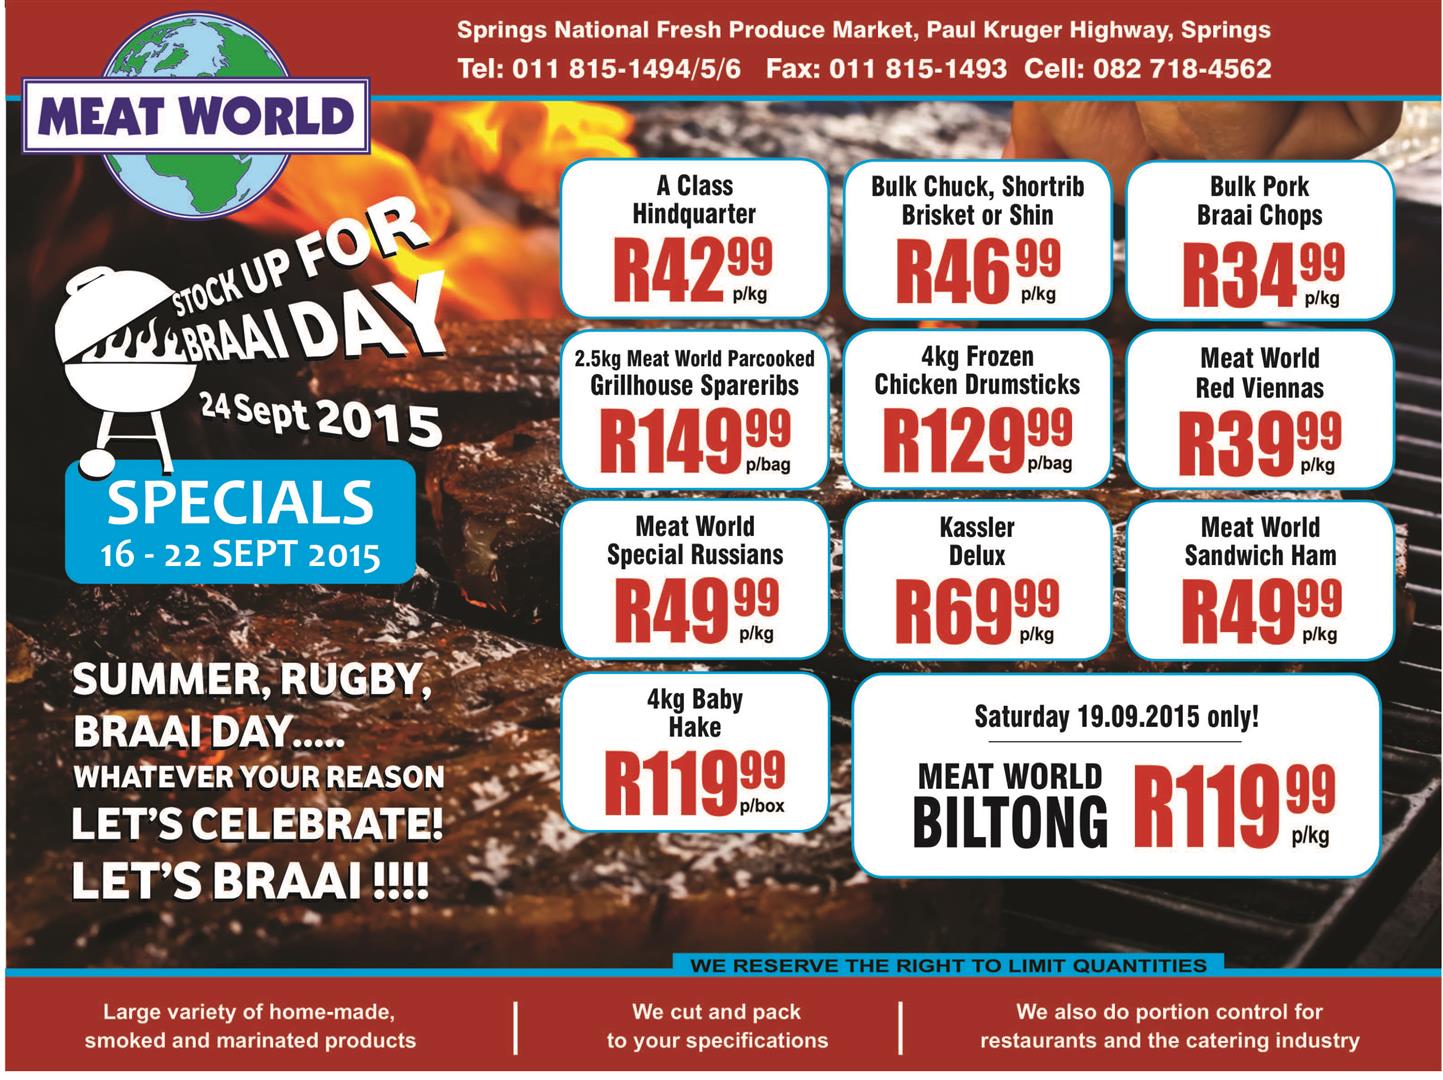 Springs National Fresh Produce Market, Paul Kruger Highway, Springs
Tel: 011 815-1494/5/6 Fax: 011 815-1493 Cell: 082 718-4562
MEAT WORLD
STOCK UP FOR
BRAAI DAY
24 Sept 2015
SPECIALS
16 - 22 SEPT 2015
SUMMER, RUGBY,
BRAAI DAY.....
WHATEVER YOUR REASON
LET'S CELEBRATE!
LET'S BRAAI !!!!
A Class
Hindquarter
R42 99
p/kg
Bulk Chuck, Shortrib
Brisket or Shin
R46 99
p/kg
Bulk Pork
Braai Chops
R34 99
p/kg
2.5kg Meat World Parcooked
Grillhouse Spareribs
R149 99
p/bag
4kg Frozen
Chicken Drumsticks
R129 99
p/bag
Meat World
Red Viennas
R39 99
p/kg
Meat World
Special Russians
R49 99
p/kg
Kassler
Delux
R69 99
p/kg
Meat World
Sandwich Ham
R49 99
p/kg
4kg Baby
Hake
R119 99
p/box
Saturday 19.09.2015 only!
MEAT WORLD
BILTONG
R119 99
p/kg
WE RESERVE THE RIGHT TO LIMIT QUANTITIES
Large variety of home-made,
smoked and marinated products
We cut and pack
to your specifications
We also do portion control for
restaurants and the catering industry